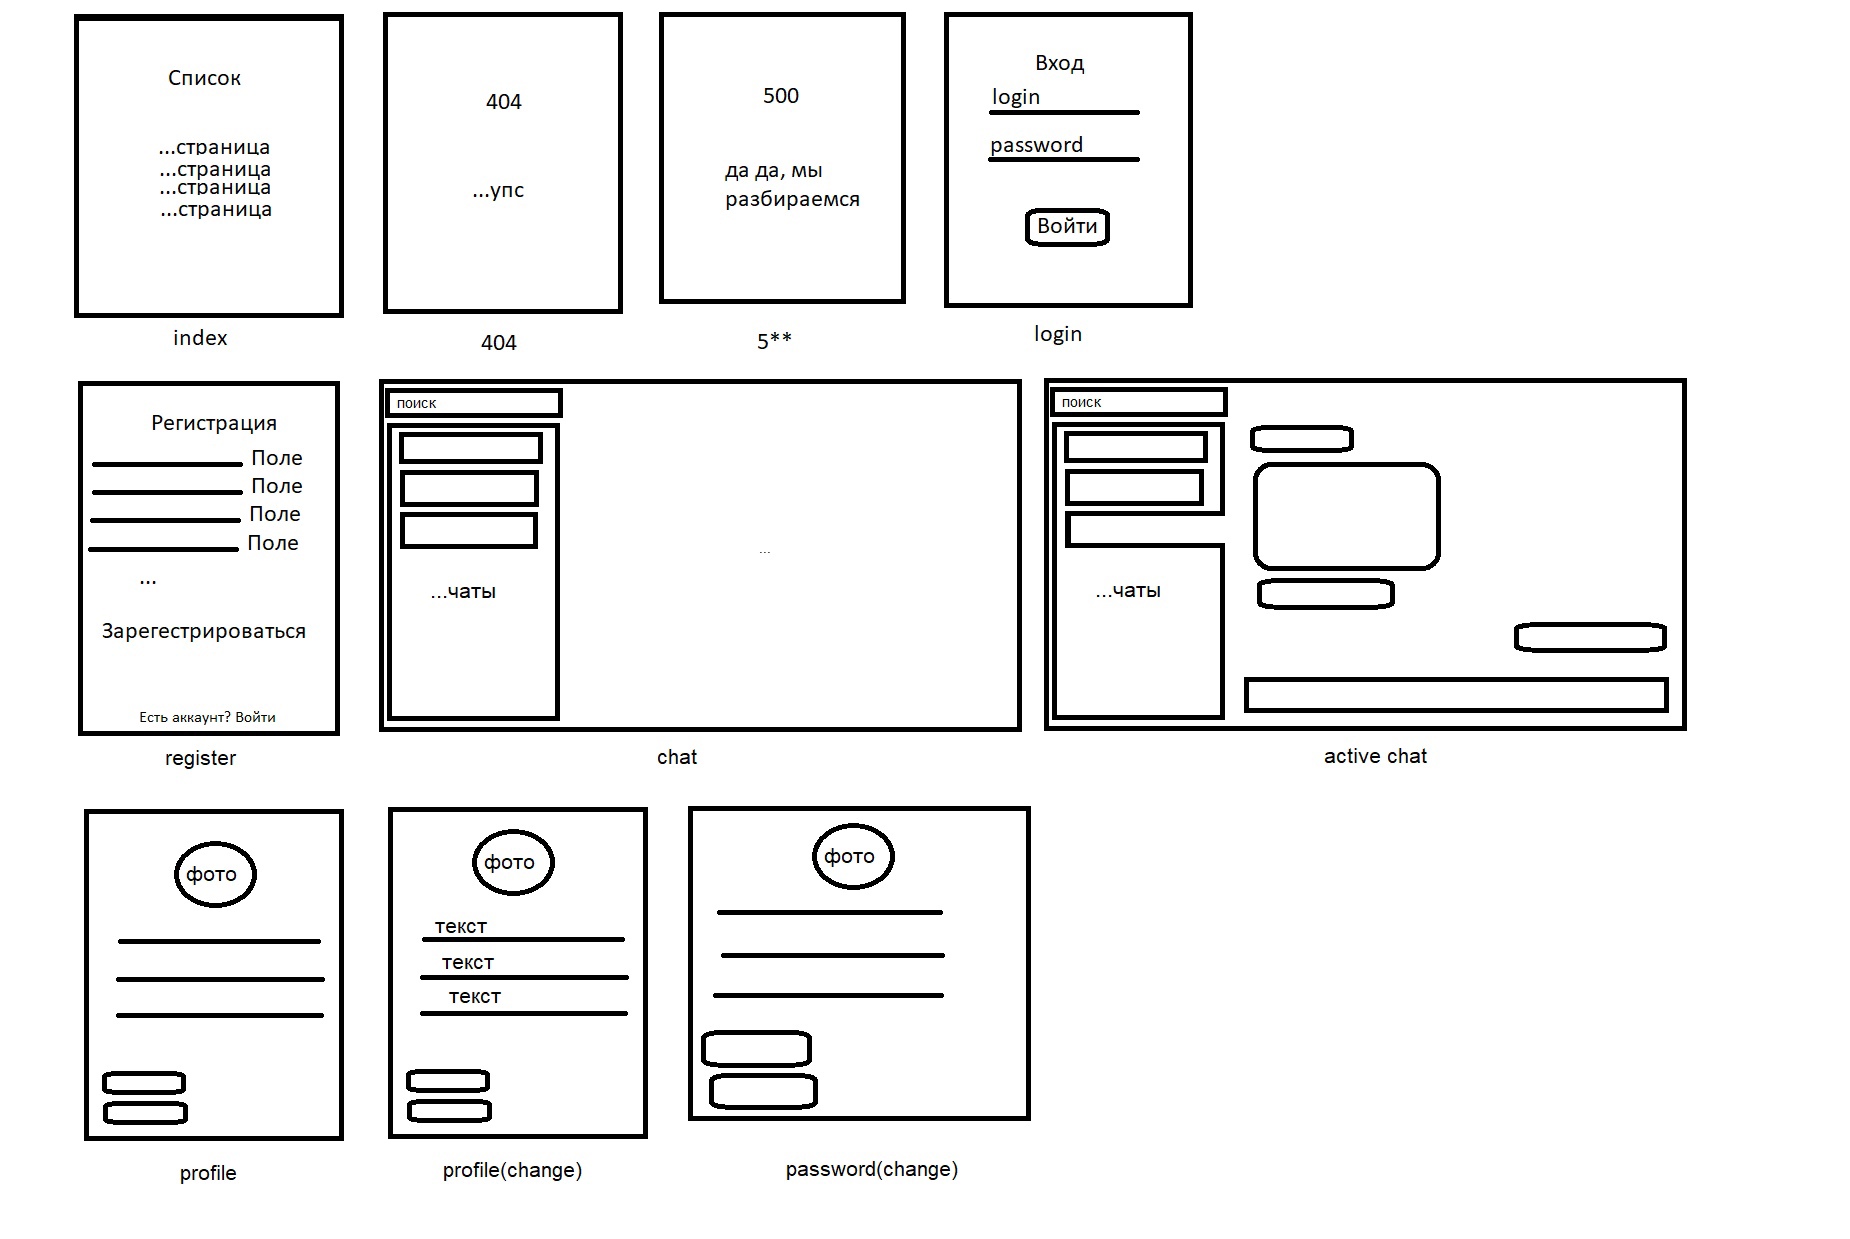 Список
...страница
...страница
...страница
...страница
index
404
...упс
404
500
да да, мы
разбираемся
5**
Вход
login
password
Войти
login
Регистрация
Поле
Поле
Поле
Поле
...
Зарегестрироваться
Есть аккаунт? Войти
register
поиск
...чаты
...
chat
поиск
...чаты
active chat
фото
profile
фото
текст
текст
текст
profile(change)
фото
password(change)